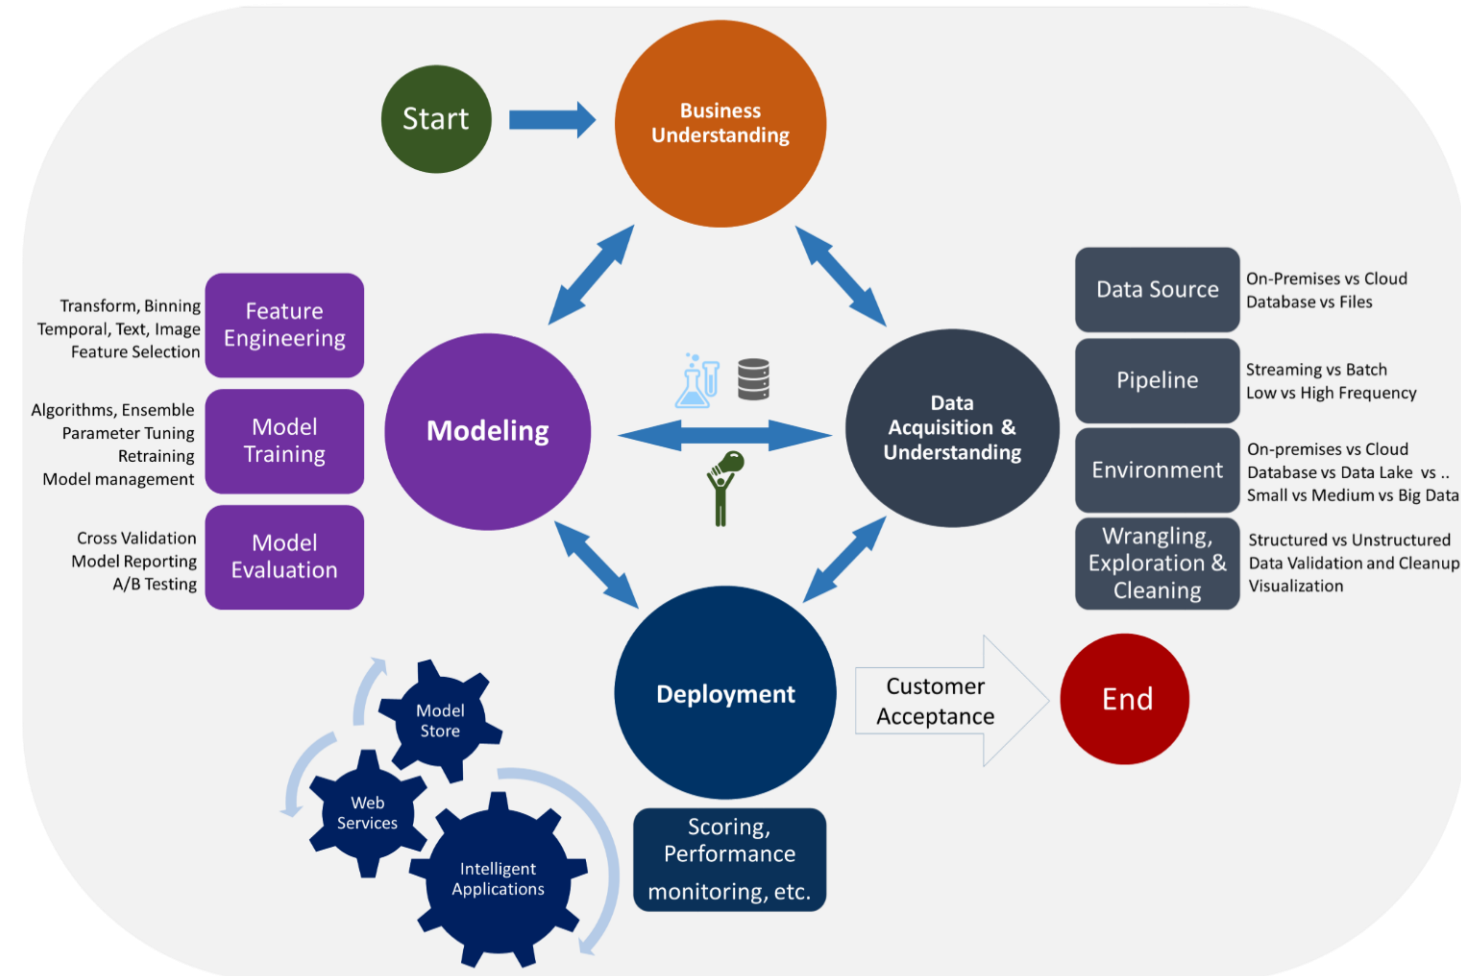 Start
Business
Understanding
Transform, Binning
Temporal, Text, Image
Feature Selection
Feature
Engineering
Algorithms, Ensemble
Parameter Tuning
Retraining
Model management
Model
Training
Cross Validation
Model Reporting
A/B Testing
Model
Evaluation
Modeling
Data
Acquisition &
Understanding
Data Source
On-Premises vs Cloud
Database vs Files
Pipeline
Streaming vs Batch
Low vs High Frequency
Environment
On-premises vs Cloud
Database vs Data Lake vs ..
Small vs Medium vs Big Data
Wrangling,
Exploration &
Cleaning
Structured vs Unstructured
Data Validation and Cleanup
Visualization
Deployment
Customer
Acceptance
End
Model
Store
Web
Services
Intelligent
Applications
Scoring,
Performance
monitoring, etc.